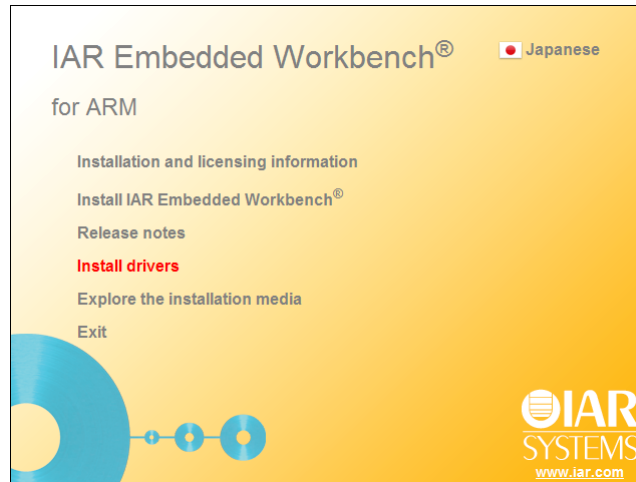 IAR Embedded Workbench®
Japanese
for ARM
Installation and licensing information
Install IAR Embedded Workbench®
Release notes
Install drivers
Explore the installation media
Exit
IAR
SYSTEMS
www.iar.com